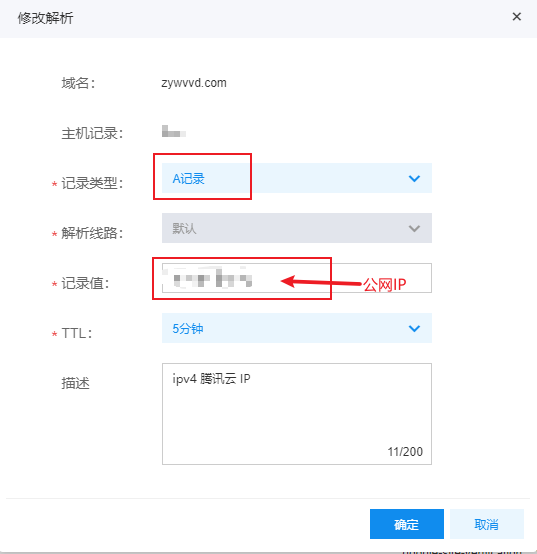 修改解析
域名： zywvvd.com
主机记录：
* 记录类型： A记录
* 解析线路： 默认
* 记录值： 公网IP
* TTL： 5分钟
描述 ipv4 腾讯云 IP
11/200
确定 取消